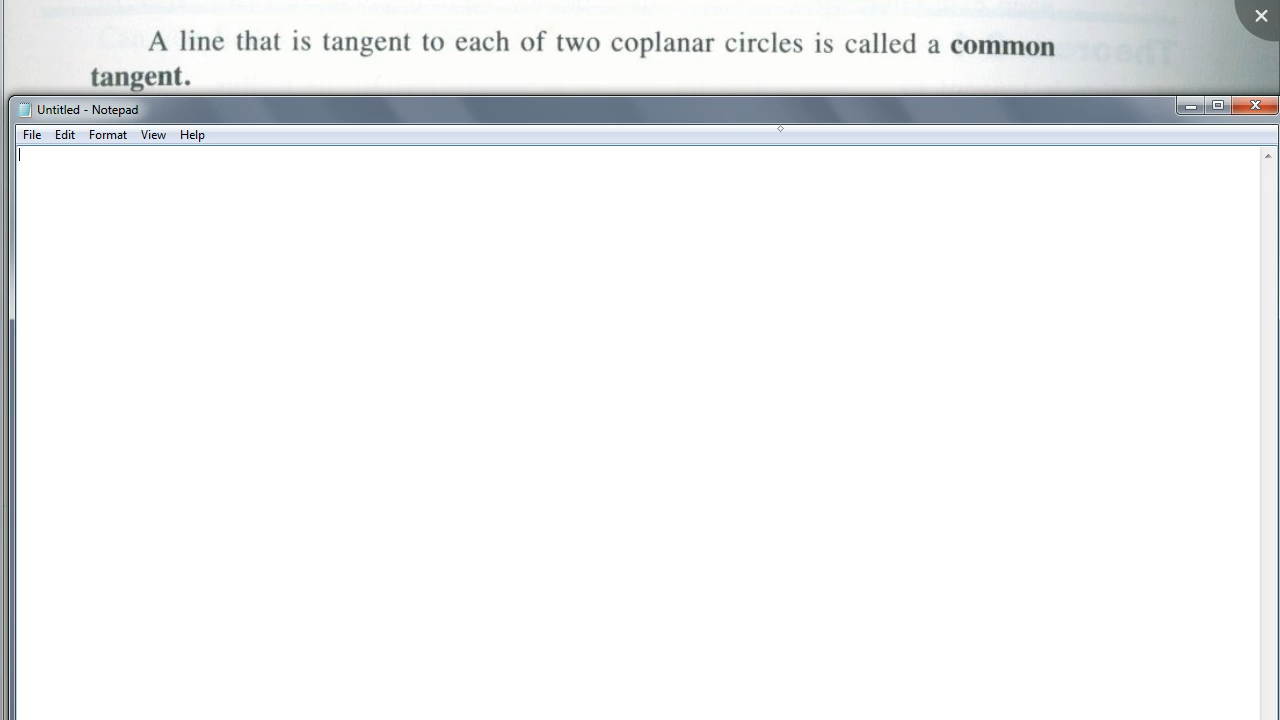 A line that is tangent to each of two coplanar circles is called a common
tangent.
Untitled - Notepad
File Edit Format View Help